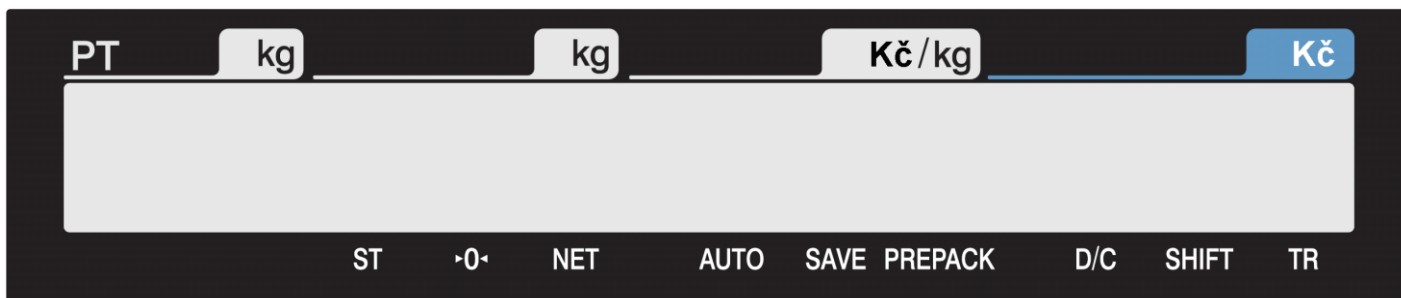 PT kg kg Kč/kg Kč
ST ▸0◂ NET AUTO SAVE PREPACK D/C SHIFT TR